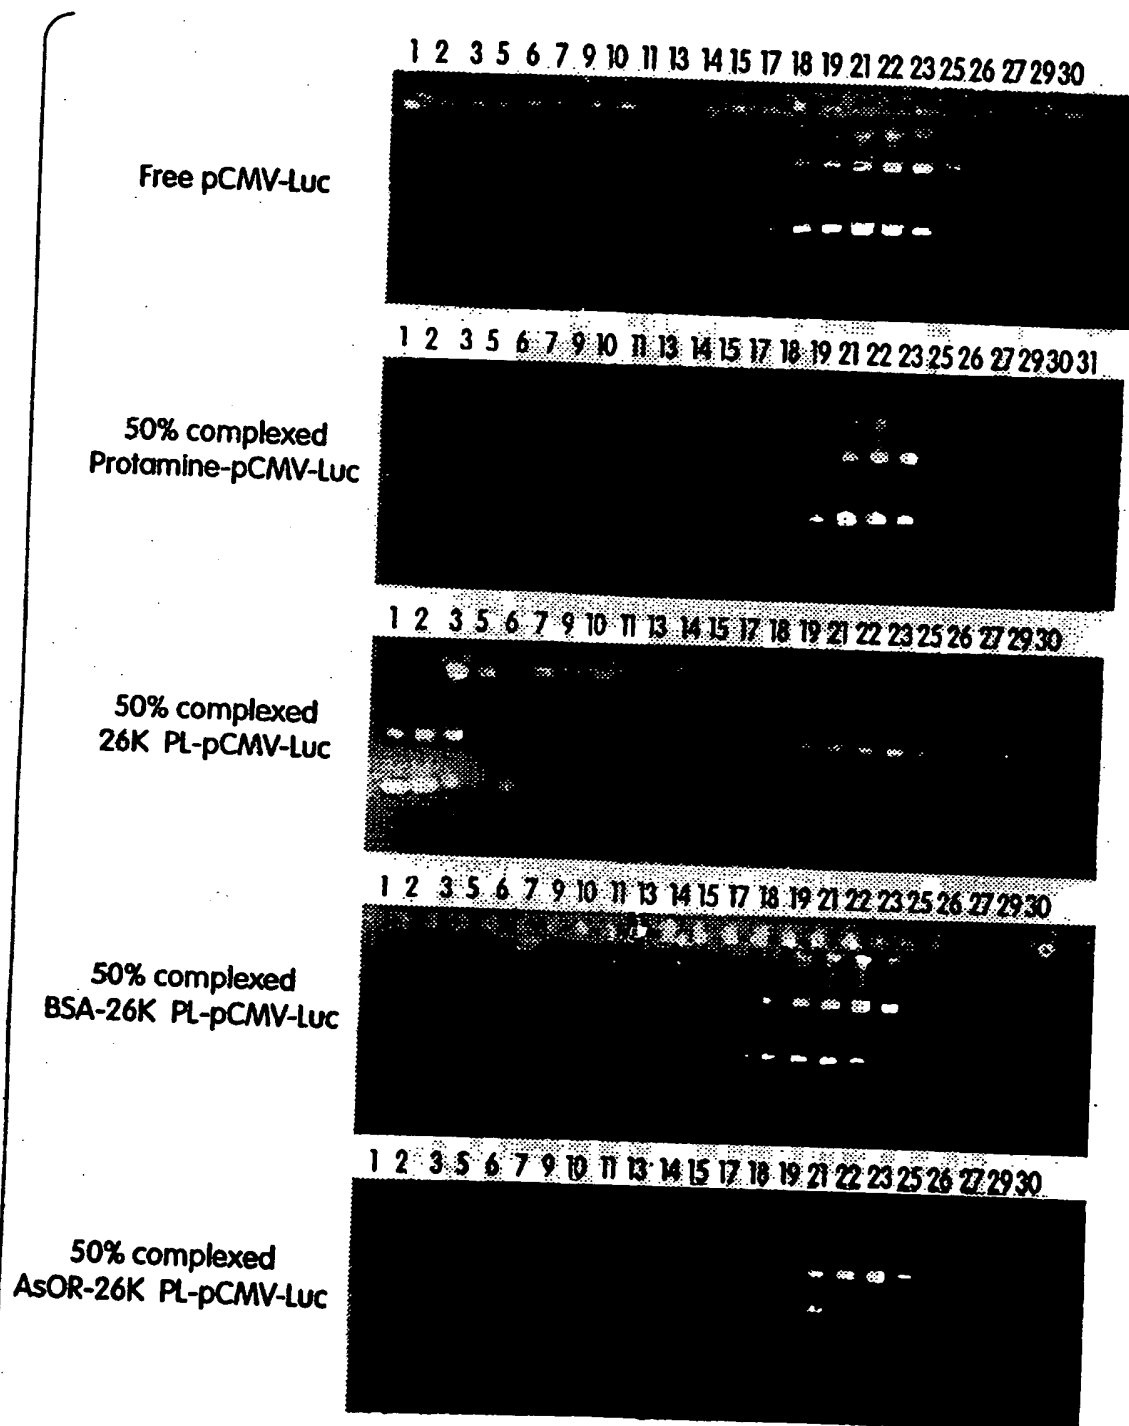 1 2 3 5 6 7 9 10 11 13 14 15 17 18 19 21 22 23 25 26 27 29 30
Free pCMV-Luc
1 2 3 5 6 7 9 10 11 13 14 15 17 18 19 21 22 23 25 26 27 29 30 31
50% complexed
Protamine-pCMV-Luc
1 2 3 5 6 7 9 10 11 13 14 15 17 18 19 21 22 23 25 26 27 29 30
50% complexed
26K PL-pCMV-Luc
1 2 3 5 6 7 9 10 11 13 14 15 17 18 19 21 22 23 25 26 27 29 30
50% complexed
BSA-26K PL-pCMV-Luc
1 2 3 5 6 7 9 10 11 13 14 15 17 18 19 21 22 23 25 26 27 29 30
50% complexed
AsOR-26K PL-pCMV-Luc